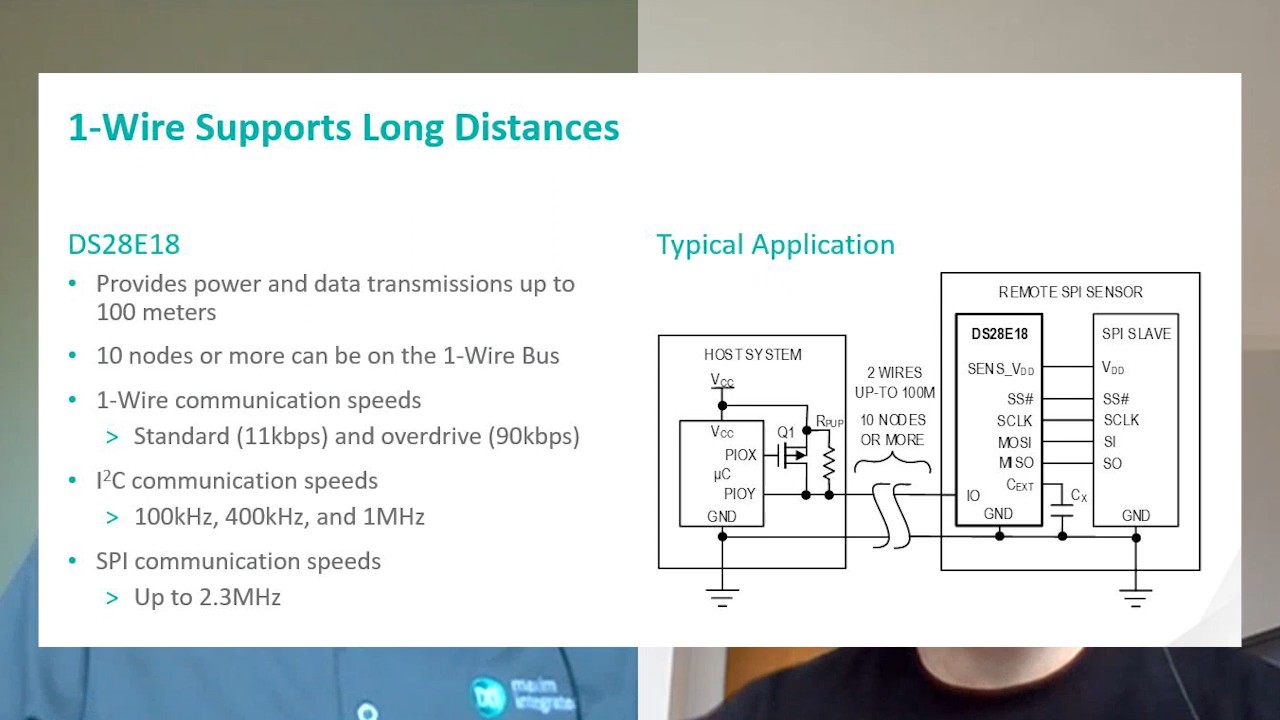 1-Wire Supports Long Distances
DS28E18
• Provides power and data transmissions up to
100 meters
• 10 nodes or more can be on the 1-Wire Bus
• 1-Wire communication speeds
> Standard (11kbps) and overdrive (90kbps)
• I²C communication speeds
> 100kHz, 400kHz, and 1MHz
• SPI communication speeds
> Up to 2.3MHz
Typical Application
HOST SYSTEM
VCC
VCC
PIOX
µC
PIOY
GND
Q1
RPUP
2 WIRES
UP-TO 100M
10 NODES
OR MORE
REMOTE SPI SENSOR
DS28E18
SENS_VDD
SS#
SCLK
MOSI
MISO
CEXT
IO
GND
CX
SPI SLAVE
VDD
SS#
SCLK
SI
SO
GND
maxim
integrated